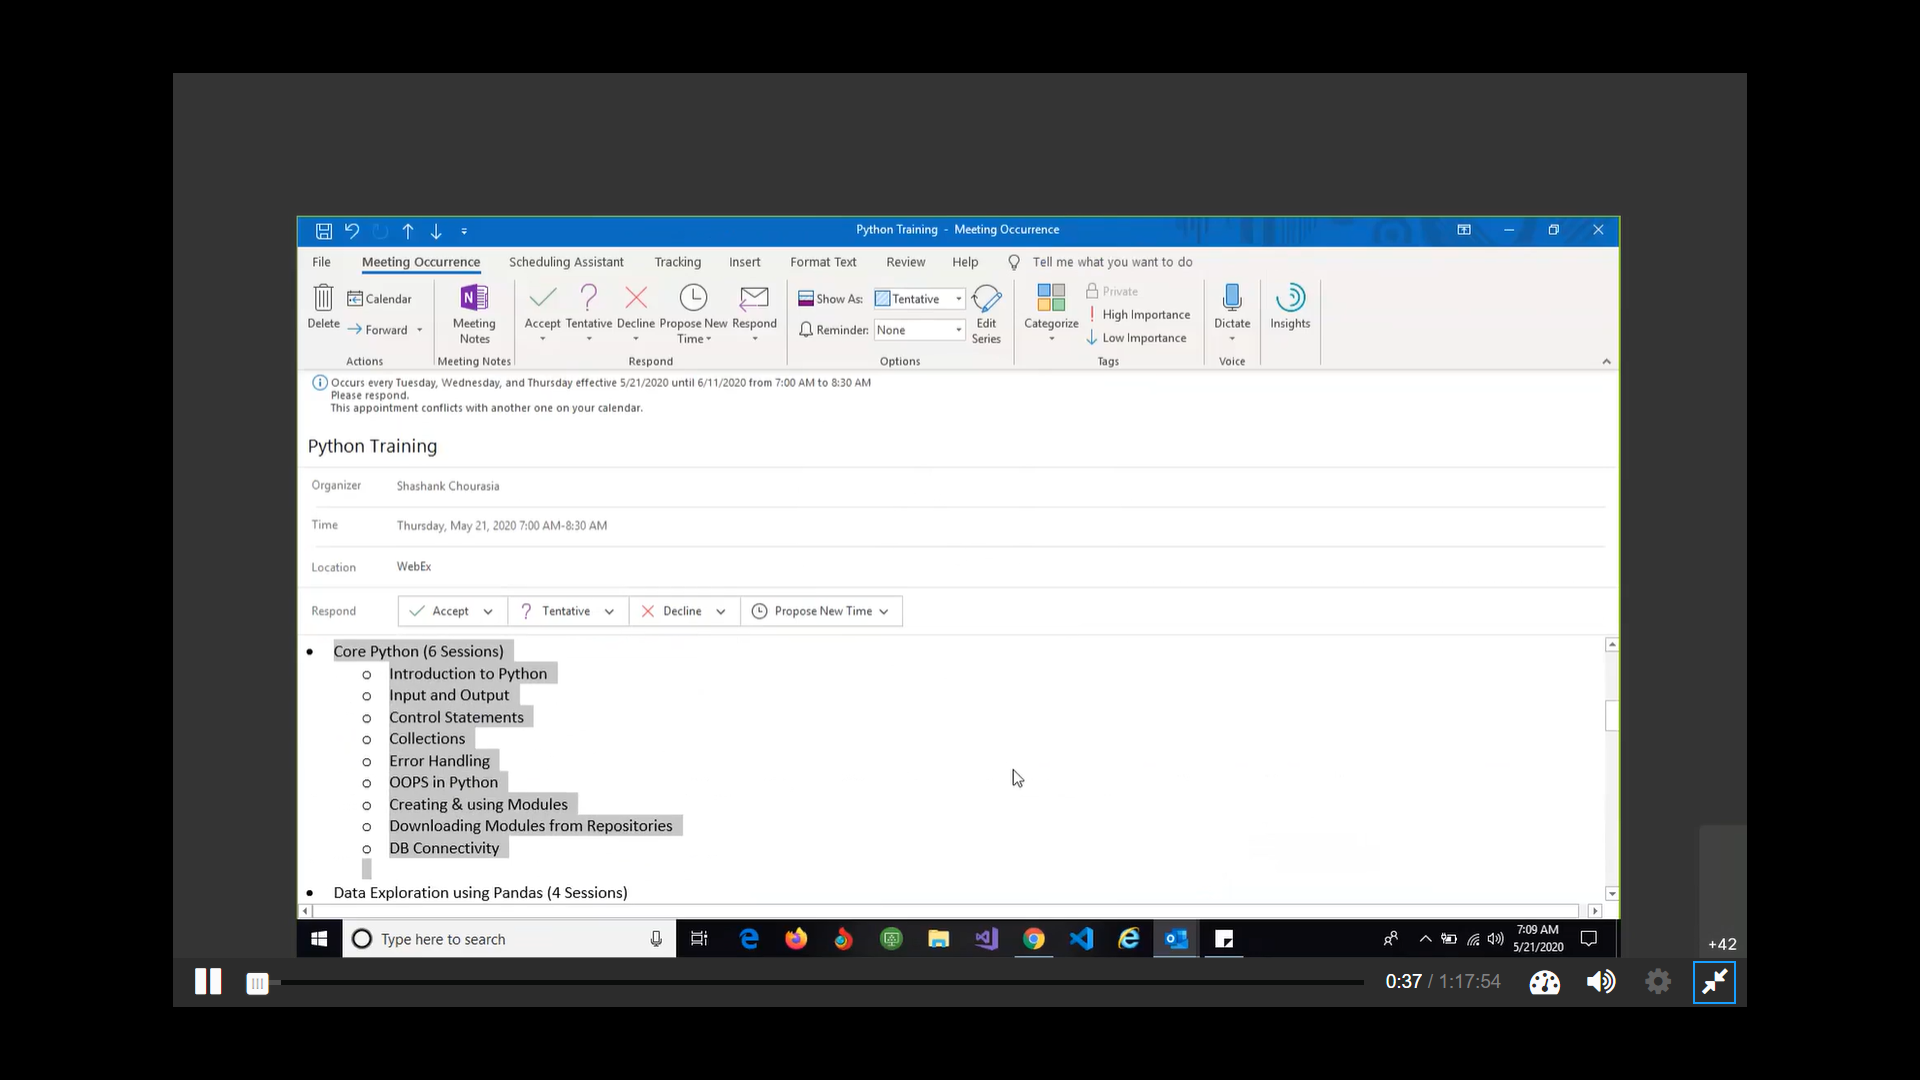 Python Training - Meeting Occurrence
File Meeting Occurrence Scheduling Assistant Tracking Insert Format Text Review Help Tell me what you want to do
Delete
Calendar
Forward
Actions
Meeting
Notes
Meeting Notes
Accept Tentative Decline Propose New
Time
Respond
Respond
Show As: Tentative
Reminder: None
Edit
Series
Options
Categorize
Private
High Importance
Low Importance
Tags
Dictate
Voice
Insights
Occurs every Tuesday, Wednesday, and Thursday effective 5/21/2020 until 6/11/2020 from 7:00 AM to 8:30 AM
Please respond.
This appointment conflicts with another one on your calendar.
Python Training
Organizer Shashank Chourasia
Time Thursday, May 21, 2020 7:00 AM-8:30 AM
Location WebEx
Respond Accept Tentative Decline Propose New Time
• Core Python (6 Sessions)
o Introduction to Python
o Input and Output
o Control Statements
o Collections
o Error Handling
o OOPS in Python
o Creating & using Modules
o Downloading Modules from Repositories
o DB Connectivity
• Data Exploration using Pandas (4 Sessions)
Type here to search
7:09 AM
5/21/2020
+42
0:37 / 1:17:54